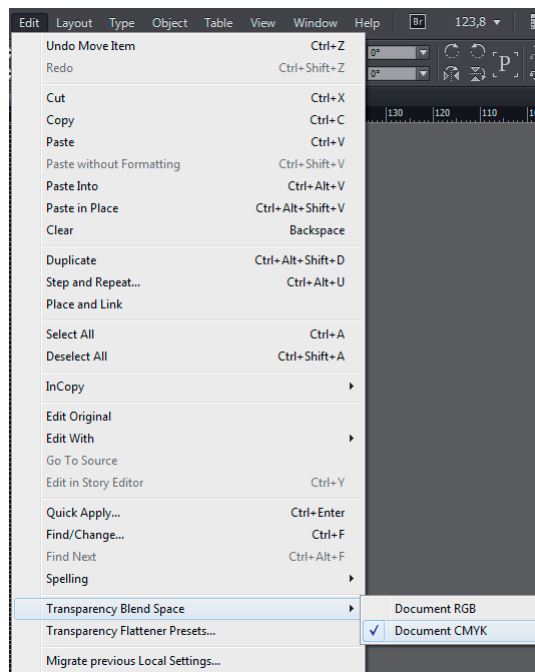 Edit Layout Type Object Table View Window Help Br 123,8
Undo Move Item Ctrl+Z
Redo Ctrl+Shift+Z
0°
0°
P
Cut Ctrl+X
Copy Ctrl+C
130 120 110
Paste Ctrl+V
Paste without Formatting Ctrl+Shift+V
Paste Into Ctrl+Alt+V
Paste in Place Ctrl+Alt+Shift+V
Clear Backspace
Duplicate Ctrl+Alt+Shift+D
Step and Repeat... Ctrl+Alt+U
Place and Link
Select All Ctrl+A
Deselect All Ctrl+Shift+A
InCopy
Edit Original
Edit With
Go To Source
Edit in Story Editor Ctrl+Y
Quick Apply... Ctrl+Enter
Find/Change... Ctrl+F
Find Next Ctrl+Alt+F
Spelling
Transparency Blend Space
Document RGB
Transparency Flattener Presets...
Document CMYK
Migrate previous Local Settings...